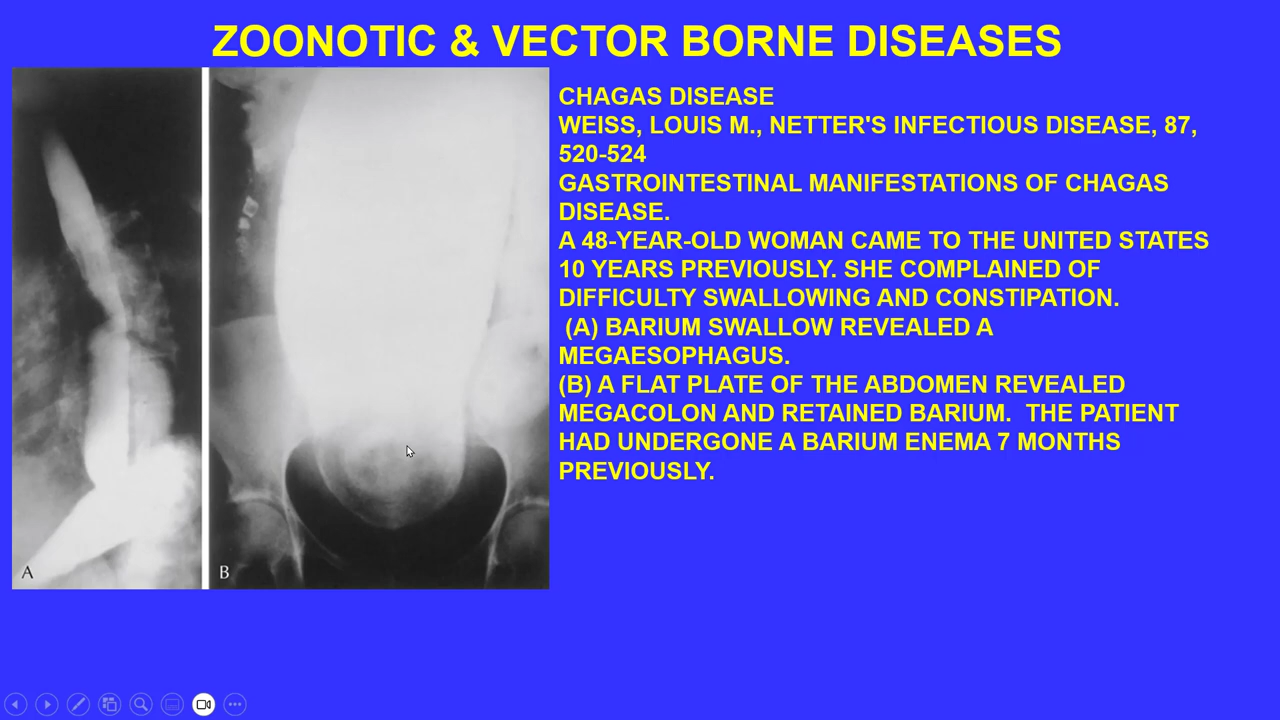 ZOONOTIC & VECTOR BORNE DISEASES
CHAGAS DISEASE
WEISS, LOUIS M., NETTER'S INFECTIOUS DISEASE, 87,
520-524
GASTROINTESTINAL MANIFESTATIONS OF CHAGAS
DISEASE.
A 48-YEAR-OLD WOMAN CAME TO THE UNITED STATES
10 YEARS PREVIOUSLY. SHE COMPLAINED OF
DIFFICULTY SWALLOWING AND CONSTIPATION.
(A) BARIUM SWALLOW REVEALED A
MEGAESOPHAGUS.
(B) A FLAT PLATE OF THE ABDOMEN REVEALED
MEGACOLON AND RETAINED BARIUM.  THE PATIENT
HAD UNDERGONE A BARIUM ENEMA 7 MONTHS
PREVIOUSLY.
A
B